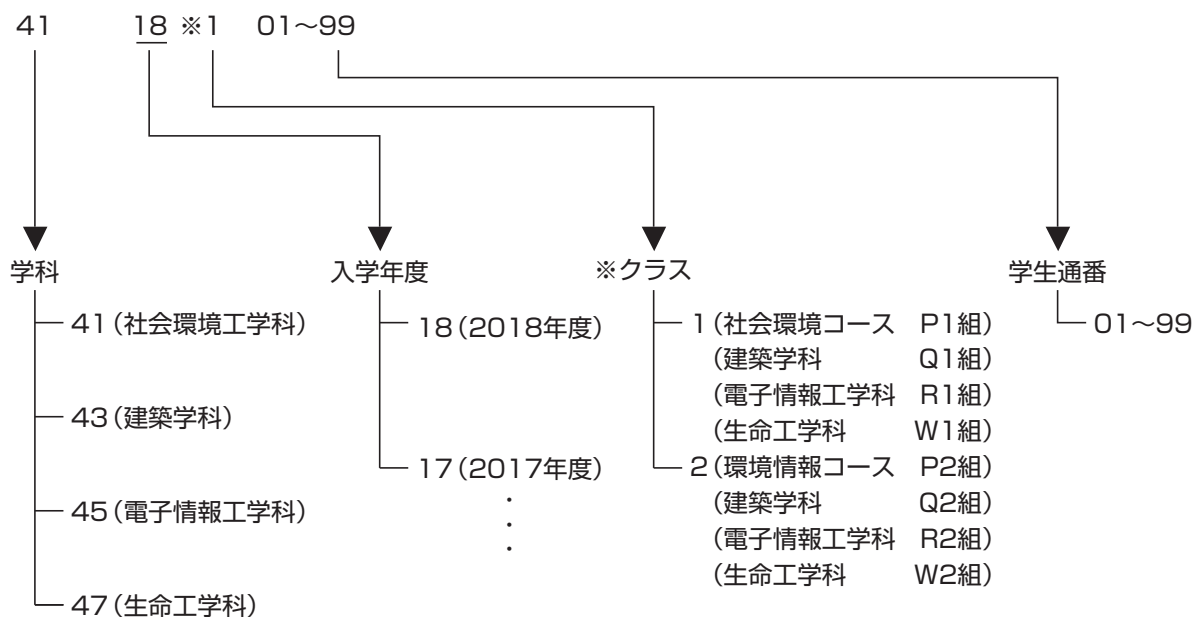 41 18 ※1 01〜99
学科 入学年度 ※クラス 学生通番
41(社会環境工学科)
43(建築学科)
45(電子情報工学科)
47(生命工学科)
18(2018年度)
17(2017年度)
・
・
・
1(社会環境コース P1組)
(建築学科 Q1組)
(電子情報工学科 R1組)
(生命工学科 W1組)
2(環境情報コース P2組)
(建築学科 Q2組)
(電子情報工学科 R2組)
(生命工学科 W2組)
01〜99